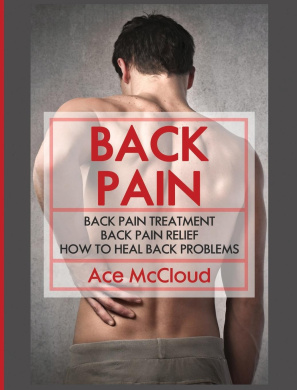 BACK
PAIN
BACK PAIN TREATMENT
BACK PAIN RELIEF
HOW TO HEAL BACK PROBLEMS
Ace McCloud